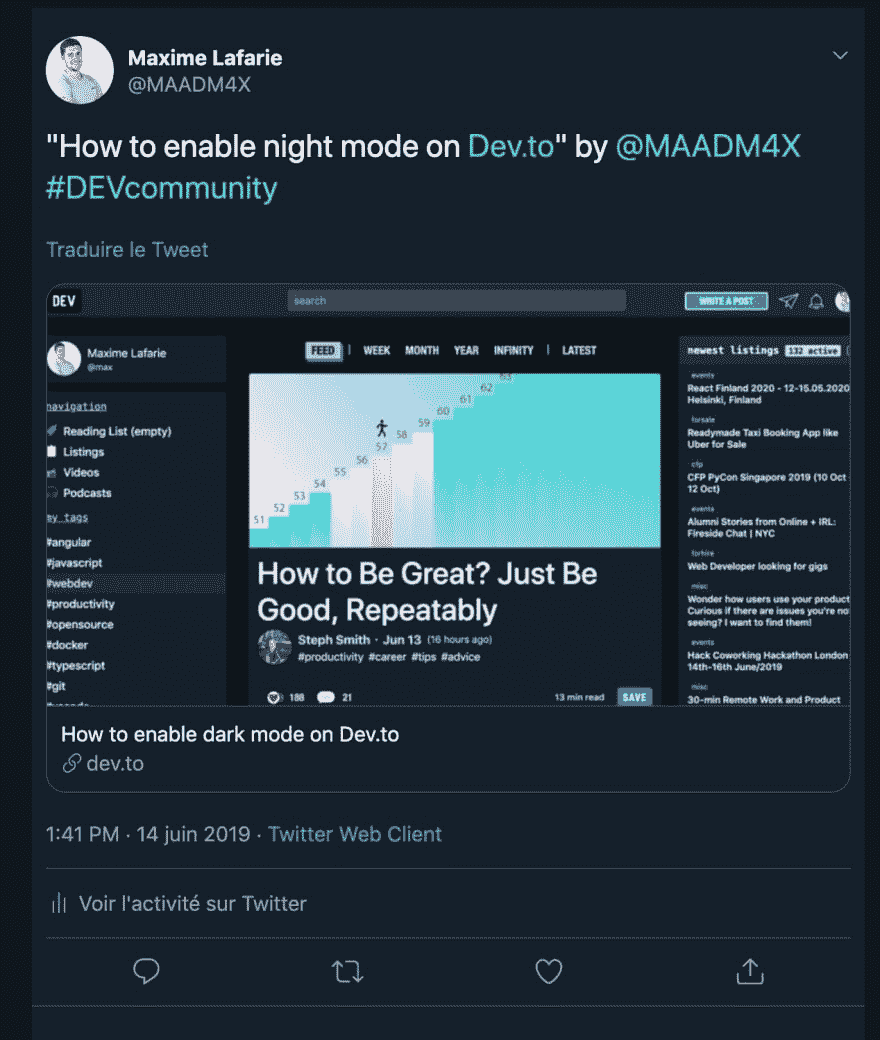 Maxime Lafarie
@MAADM4X
"How to enable night mode on Dev.to" by @MAADM4X
#DEVcommunity
Traduire le Tweet
DEV
search
WRITE A POST
Maxime Lafarie
@max
navigation
Reading List (empty)
Listings
Videos
Podcasts
my tags
#angular
#javascript
#webdev
#productivity
#opensource
#docker
#typescript
#git
FEED | WEEK MONTH YEAR INFINITY | LATEST
51
52
53
54
55
56
57
58
59
60
61
62
63
How to Be Great? Just Be
Good, Repeatably
Steph Smith · Jun 13 (16 hours ago)
#productivity #career #tips #advice
188 21 13 min read SAVE
newest listings 132 active
events
React Finland 2020 - 12-15.05.2020
Helsinki, Finland
forsale
Readymade Taxi Booking App like
Uber for Sale
cfp
CFP PyCon Singapore 2019 (10 Oct
12 Oct)
events
Alumni Stories from Online + IRL:
Fireside Chat | NYC
forhire
Web Developer looking for gigs
misc
Wonder how users use your product
Curious if there are issues you're no
seeing? I want to find them!
events
Hack Coworking Hackathon London
14th-16th June/2019
misc
30-min Remote Work and Product
How to enable dark mode on Dev.to
dev.to
1:41 PM · 14 juin 2019 · Twitter Web Client
Voir l'activité sur Twitter